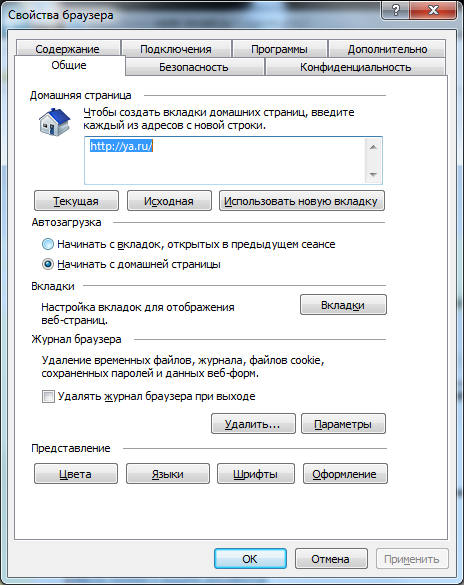 Свойства браузера
Содержание Подключения Программы Дополнительно
Общие Безопасность Конфиденциальность
Домашняя страница
Чтобы создать вкладки домашних страниц, введите
каждый из адресов с новой строки.
http://ya.ru/
Текущая Исходная Использовать новую вкладку
Автозагрузка
Начинать с вкладок, открытых в предыдущем сеансе
Начинать с домашней страницы
Вкладки
Настройка вкладок для отображения
веб-страниц.
Вкладки
Журнал браузера
Удаление временных файлов, журнала, файлов cookie,
сохраненных паролей и данных веб-форм.
Удалять журнал браузера при выходе
Удалить... Параметры
Представление
Цвета Языки Шрифты Оформление
ОК Отмена Применить